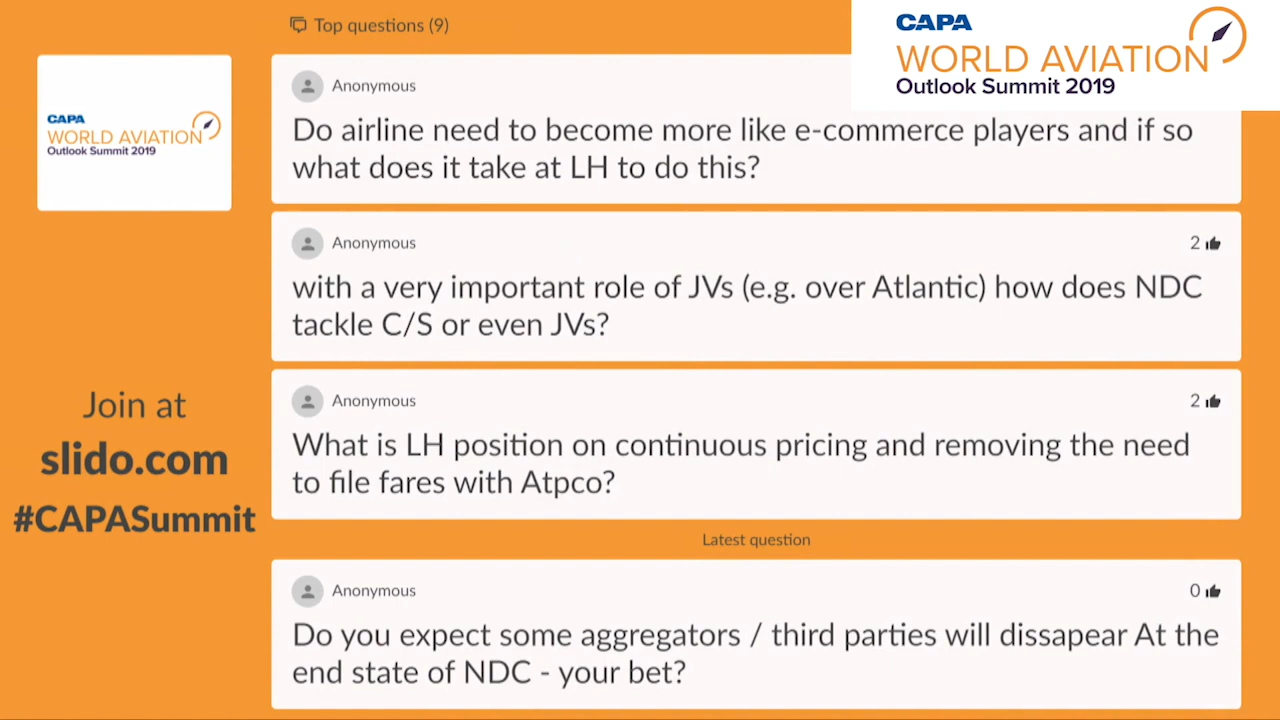 Top questions (9)
CAPA
WORLD AVIATION
Outlook Summit 2019
CAPA
WORLD AVIATION
Outlook Summit 2019
Anonymous
Do airline need to become more like e-commerce players and if so
what does it take at LH to do this?
Anonymous
2
with a very important role of JVs (e.g. over Atlantic) how does NDC
tackle C/S or even JVs?
Anonymous
2
What is LH position on continuous pricing and removing the need
to file fares with Atpco?
Join at
slido.com
#CAPASummit
Latest question
Anonymous
0
Do you expect some aggregators / third parties will dissapear At the
end state of NDC - your bet?